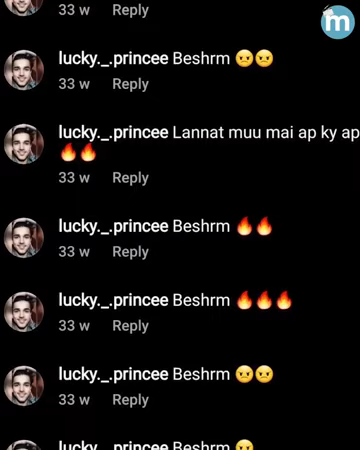 33 w Reply
lucky._.princee Beshrm 😠😠
33 w Reply
lucky._.princee Lannat muu mai ap ky ap
🔥🔥
33 w Reply
lucky._.princee Beshrm 🔥🔥
33 w Reply
lucky._.princee Beshrm 🔥🔥🔥
33 w Reply
lucky._.princee Beshrm 😠😠
33 w Reply
lucky._.princee Beshrm 😠
m